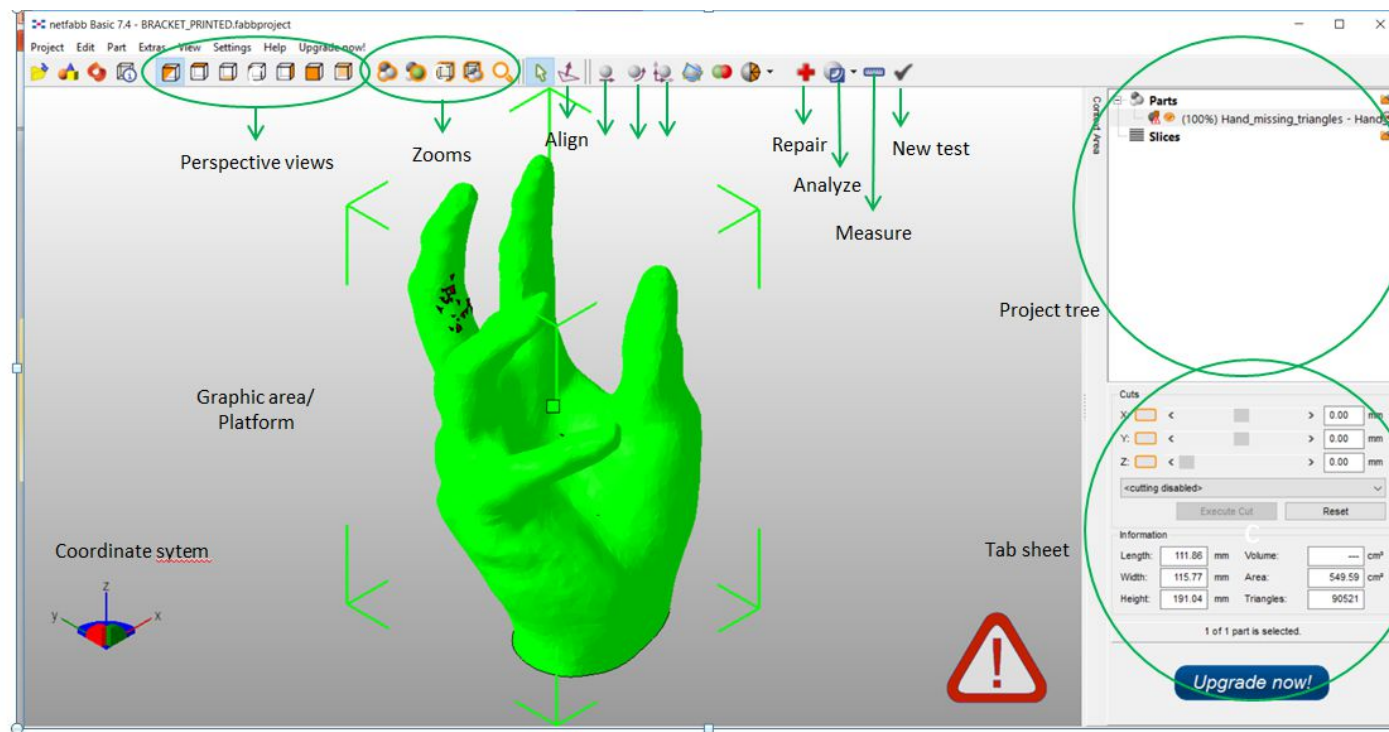 netfabb Basic 7.4 - BRACKET_PRINTED.fabbproject
Project Edit Part Extras View Settings Help Upgrade now!
Perspective views
Zooms
Align
Repair
New test
Analyze
Measure
Context Area
Parts
(100%) Hand_missing_triangles - Hand
Slices
Project tree
Graphic area/
Platform
Cuts
X: < > 0.00 mm
Y: < > 0.00 mm
Z: < > 0.00 mm
<cutting disabled>
Execute Cut Reset
C
Information
Length: 111.86 mm Volume: --- cm³
Width: 115.77 mm Area: 549.59 cm²
Height: 191.04 mm Triangles: 90521
1 of 1 part is selected.
Tab sheet
Coordinate sytem
z
y
x
!
Upgrade now!